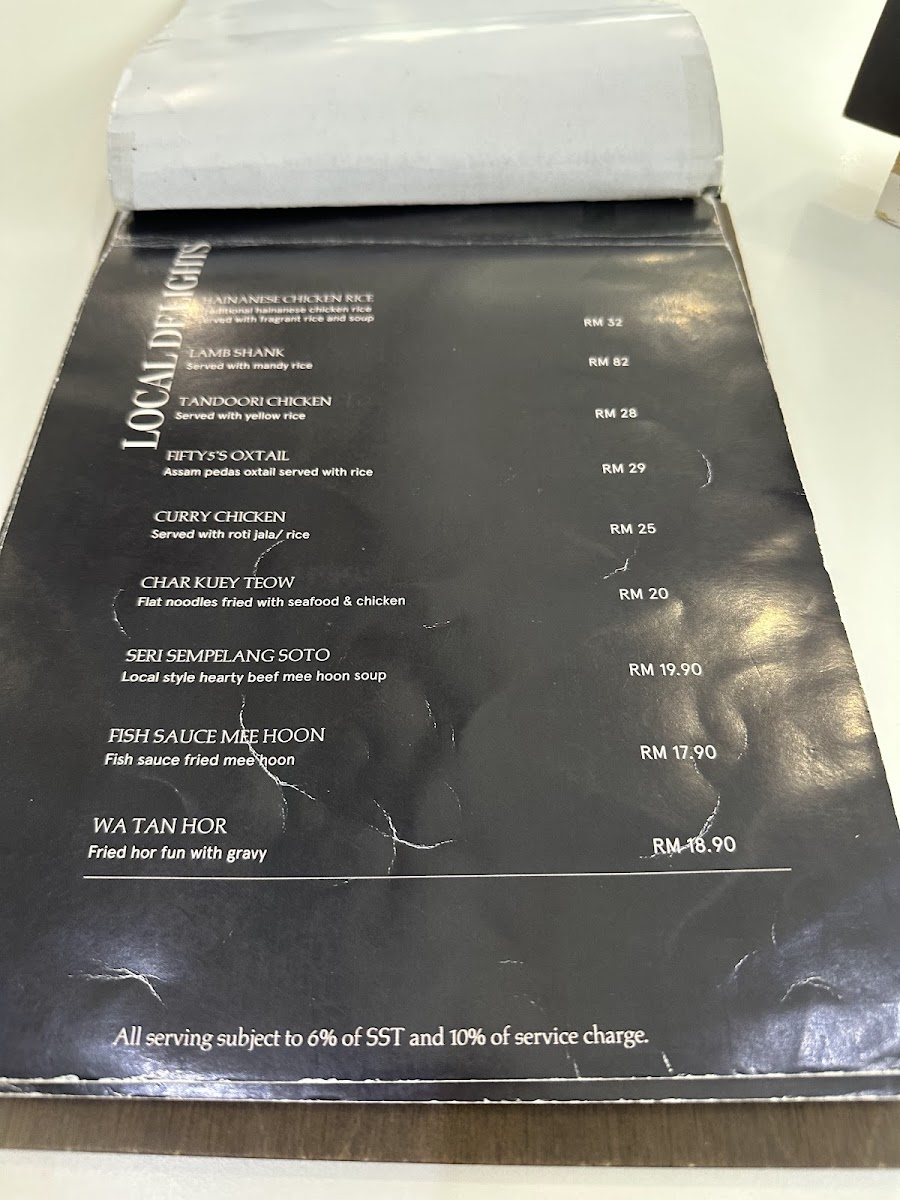 LOCAL DELIGHTS
HAINANESE CHICKEN RICE
traditional hainanese chicken rice
served with fragrant rice and soup
RM 32
LAMB SHANK
Served with mandy rice
RM 82
TANDOORI CHICKEN
Served with yellow rice
RM 28
FIFTY5'S OXTAIL
Assam pedas oxtail served with rice
RM 29
CURRY CHICKEN
Served with roti jala/ rice
RM 25
CHAR KUEY TEOW
Flat noodles fried with seafood & chicken
RM 20
SERI SEMPELANG SOTO
Local style hearty beef mee hoon soup
RM 19.90
FISH SAUCE MEE HOON
Fish sauce fried mee hoon
RM 17.90
WA TAN HOR
Fried hor fun with gravy
RM 18.90
All serving subject to 6% of SST and 10% of service charge.